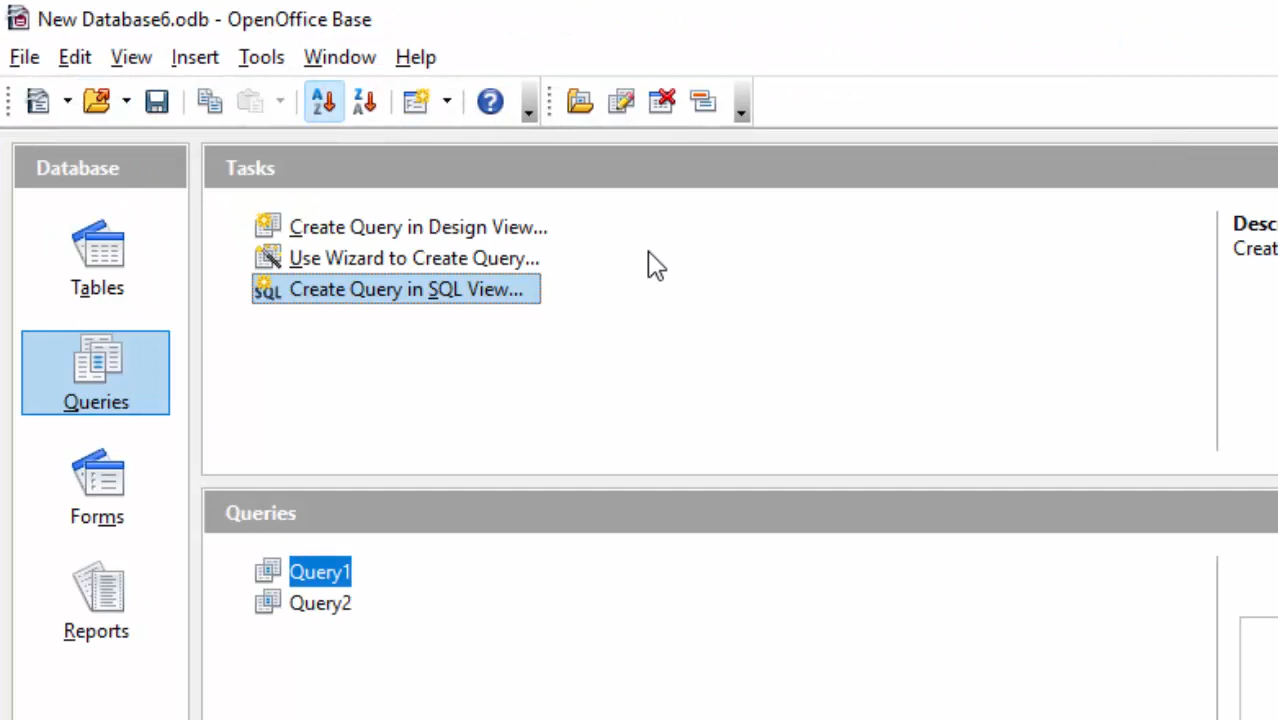 New Database6.odb - OpenOffice Base
File Edit View Insert Tools Window Help
Database
Tables
Queries
Forms
Reports
Tasks
Create Query in Design View...
Use Wizard to Create Query...
SQL Create Query in SQL View...
Desc
Creat
Queries
Query1
Query2